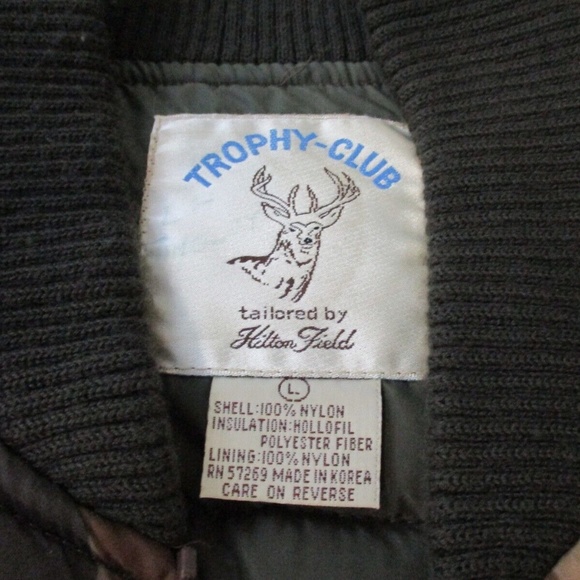 TROPHY-CLUB
tailored by
Hilton Field
L.
SHELL:100% NYLON
INSULATION:HOLLOFIL
POLYESTER FIBER
LINING:100% NYLON
RN 57269 MADE IN KOREA
CARE ON REVERSE